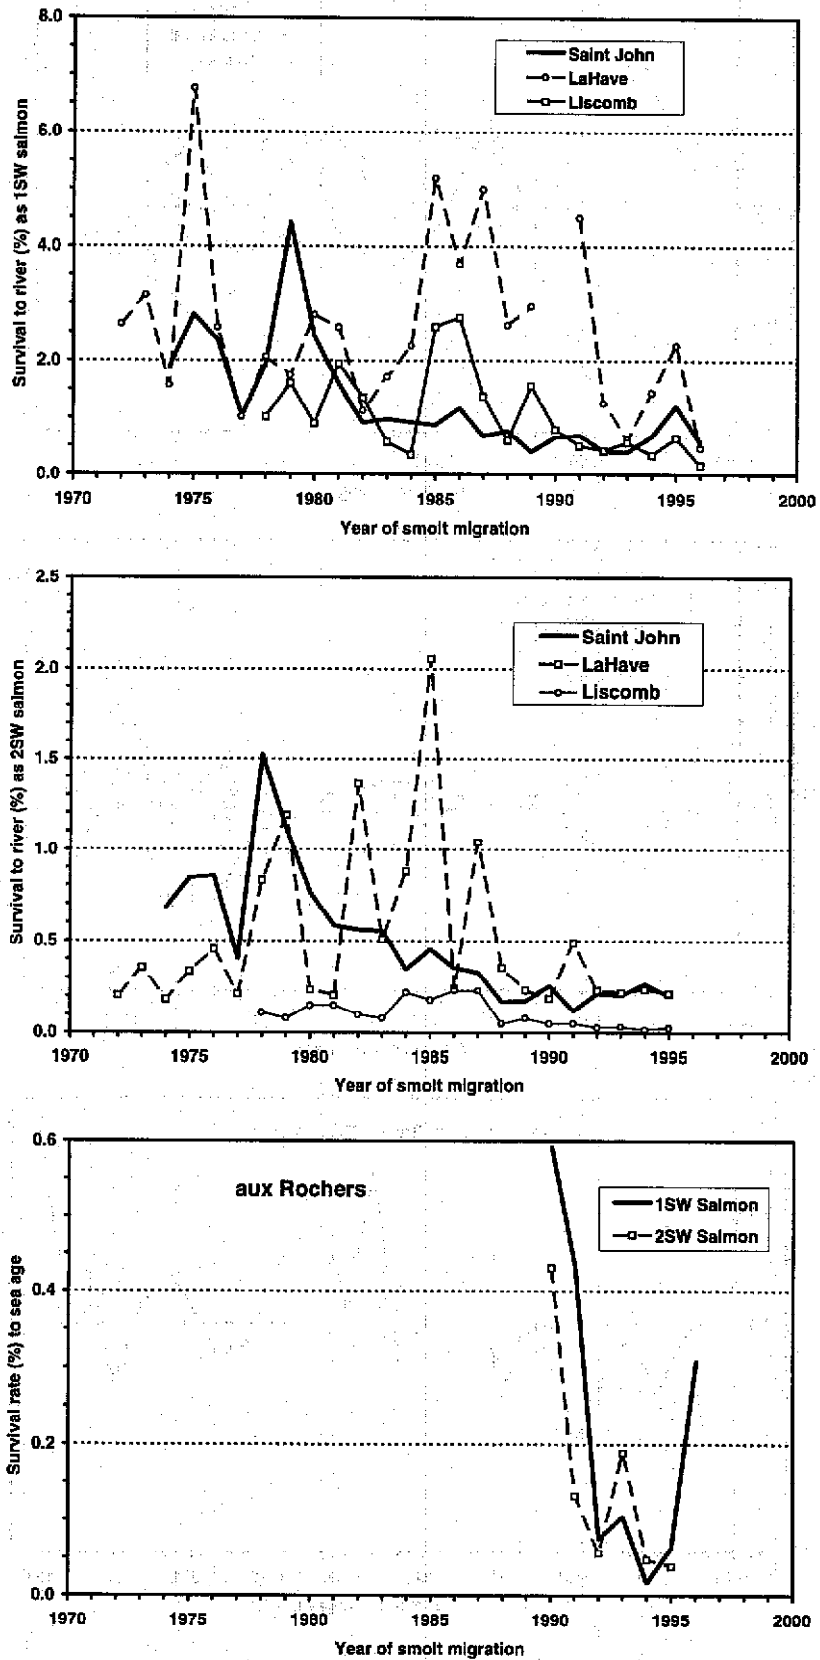 8.0
6.0
4.0
2.0
0.0
Survival to river (%) as 1SW salmon
Saint John
LaHave
Liscomb
1970 1975 1980 1985 1990 1995 2000
Year of smolt migration
2.5
2.0
1.5
1.0
0.5
0.0
Survival to river (%) as 2SW salmon
Saint John
LaHave
Liscomb
1970 1975 1980 1985 1990 1995 2000
Year of smolt migration
0.6
0.4
0.2
0.0
Survival rate (%) to sea age
aux Rochers
1SW Salmon
2SW Salmon
1970 1975 1980 1985 1990 1995 2000
Year of smolt migration